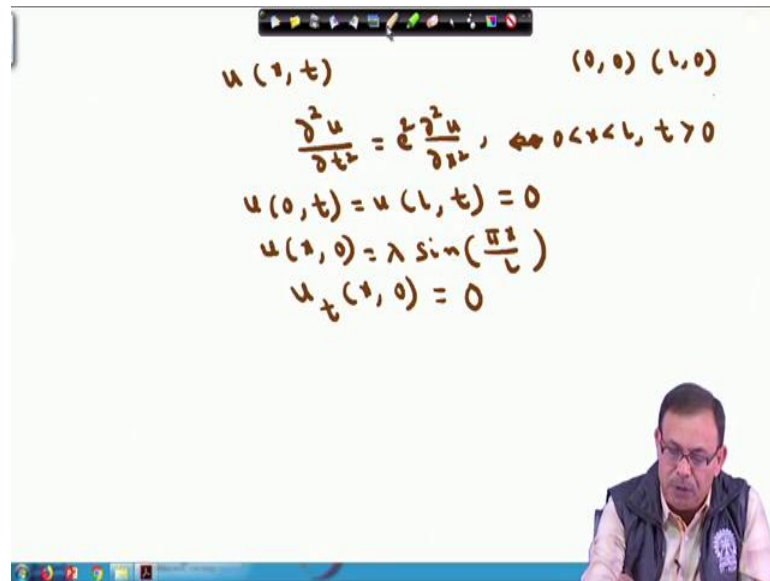 u(x,t) (0,0) (l,0)
∂²u/∂t² = c² ∂²u/∂x², 0<x<l, t>0
u(0,t) = u(l,t) = 0
u(x,0) = λ sin(πx/l)
u_t(x,0) = 0